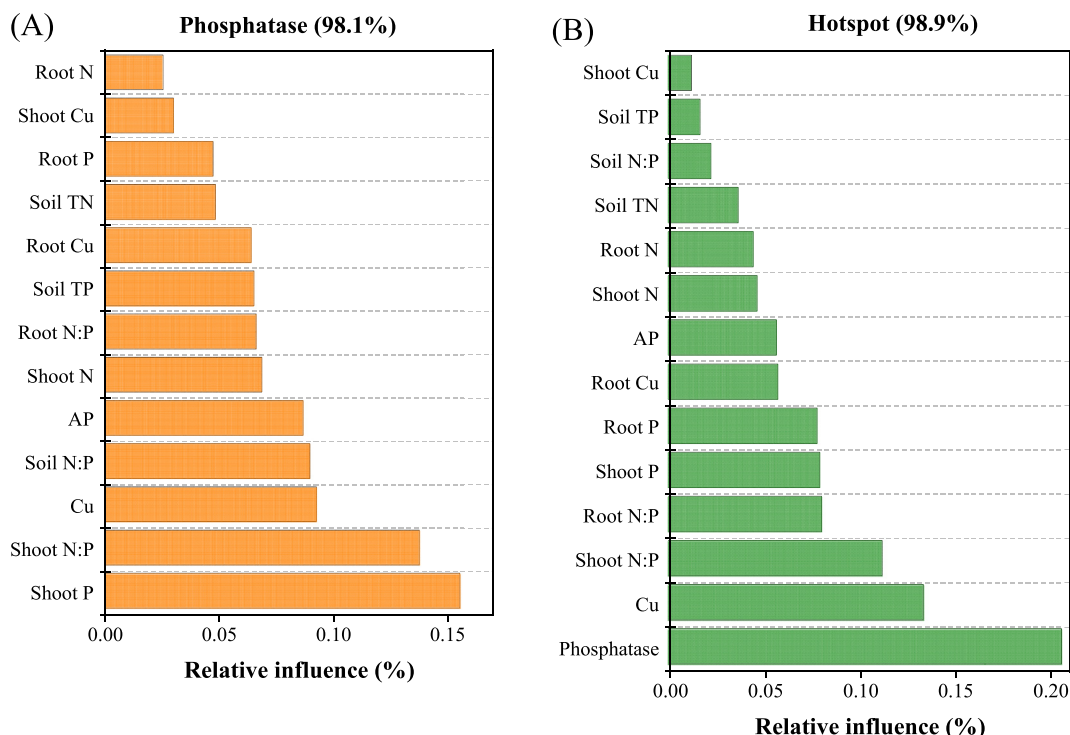 (A)
Phosphatase (98.1%)
Root N
Shoot Cu
Root P
Soil TN
Root Cu
Soil TP
Root N:P
Shoot N
AP
Soil N:P
Cu
Shoot N:P
Shoot P
0.00
0.05
0.10
0.15
Relative influence (%)
(B)
Hotspot (98.9%)
Shoot Cu
Soil TP
Soil N:P
Soil TN
Root N
Shoot N
AP
Root Cu
Root P
Shoot P
Root N:P
Shoot N:P
Cu
Phosphatase
0.00
0.05
0.10
0.15
0.20
Relative influence (%)